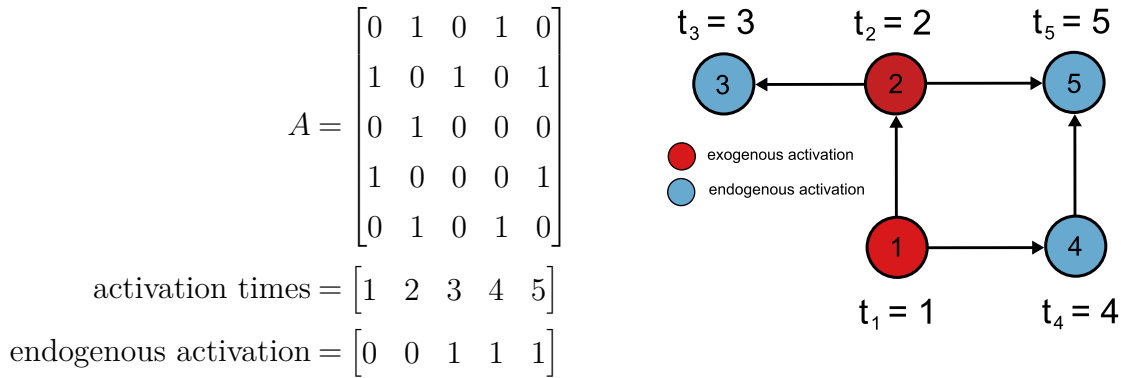 A = [0 1 0 1 0
1 0 1 0 1
0 1 0 0 0
1 0 0 0 1
0 1 0 1 0]
activation times = [1 2 3 4 5]
endogenous activation = [0 0 1 1 1]
t₃ = 3 t₂ = 2 t₅ = 5
3 2 5
exogenous activation
endogenous activation
1 4
t₁ = 1 t₄ = 4